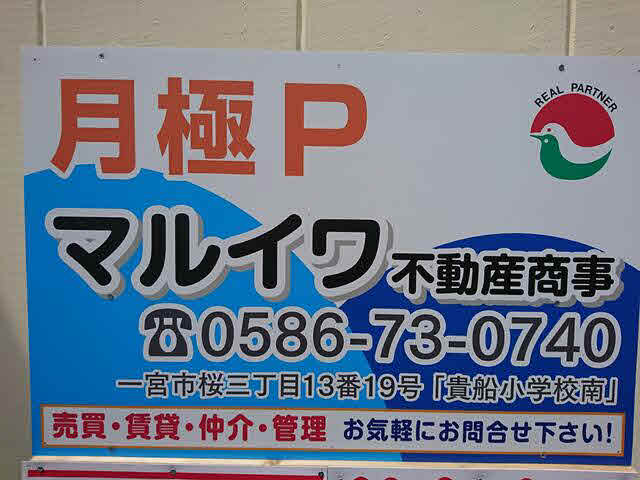 月極P
REAL PARTNER
マルイワ不動産商事
☎0586-73-0740
一宮市桜三丁目13番19号「貴船小学校南」
売買・賃貸・仲介・管理 お気軽にお問合せ下さい!